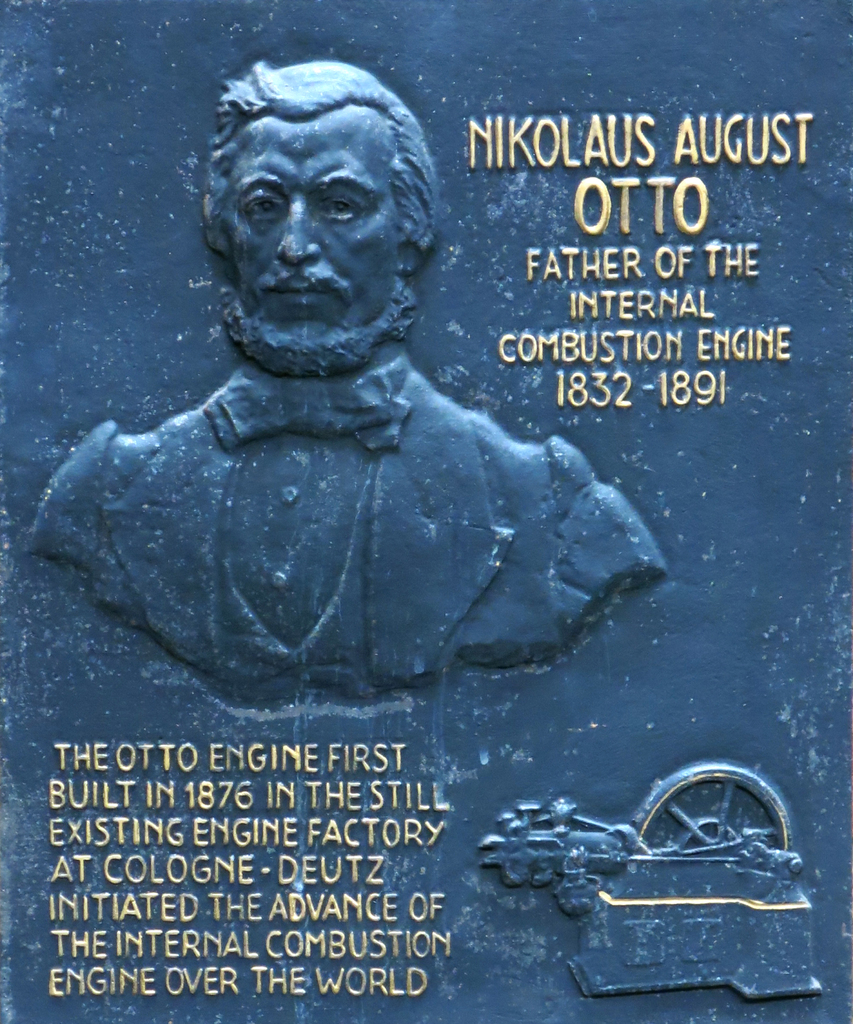 NIKOLAUS AUGUST
OTTO
FATHER OF THE
INTERNAL
COMBUSTION ENGINE
1832-1891
THE OTTO ENGINE FIRST
BUILT IN 1876 IN THE STILL
EXISTING ENGINE FACTORY
AT COLOGNE-DEUTZ
INITIATED THE ADVANCE OF
THE INTERNAL COMBUSTION
ENGINE OVER THE WORLD